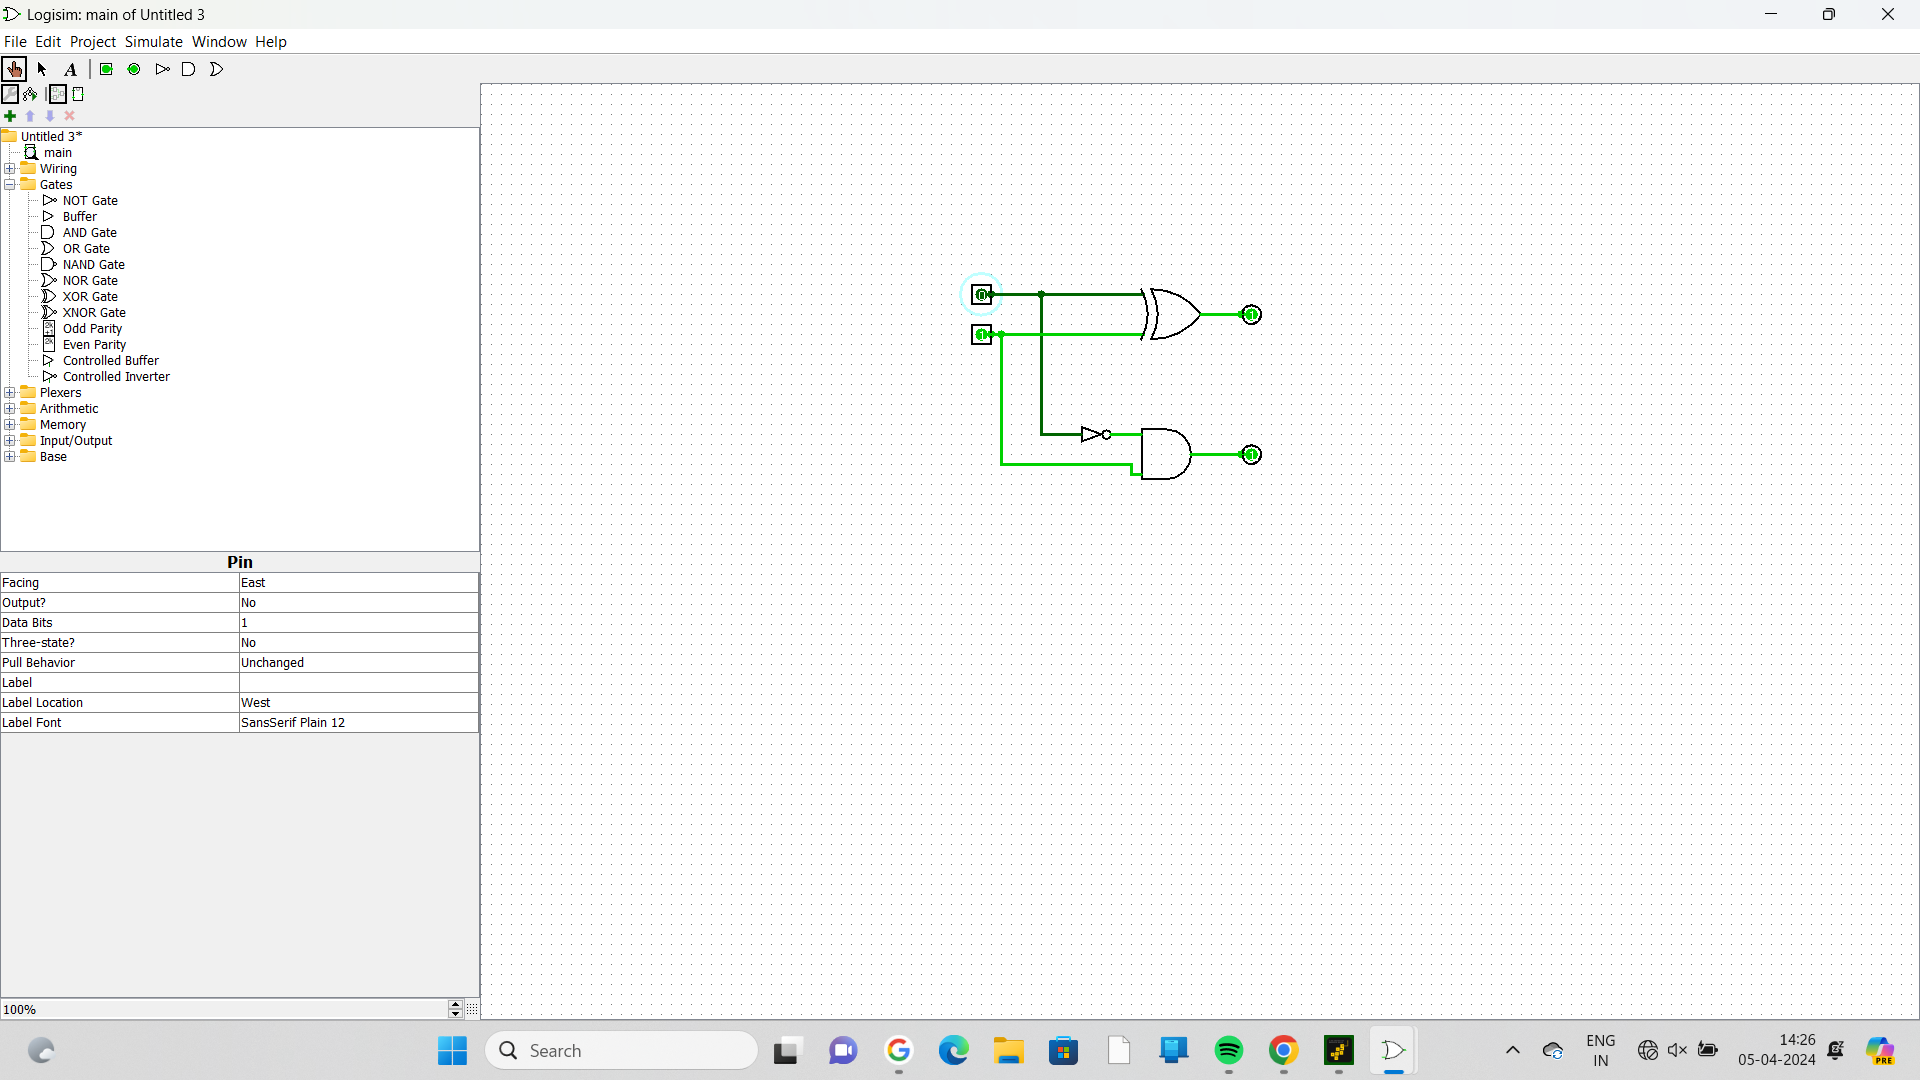 Logisim: main of Untitled 3
File Edit Project Simulate Window Help
A
Untitled 3*
main
Wiring
Gates
NOT Gate
Buffer
AND Gate
OR Gate
NAND Gate
NOR Gate
XOR Gate
XNOR Gate
Odd Parity
Even Parity
Controlled Buffer
Controlled Inverter
Plexers
Arithmetic
Memory
Input/Output
Base
0
1
1
1
Pin
Facing East
Output? No
Data Bits 1
Three-state? No
Pull Behavior Unchanged
Label
Label Location West
Label Font SansSerif Plain 12
100%
Search
ENG
IN
14:26
05-04-2024
PRE